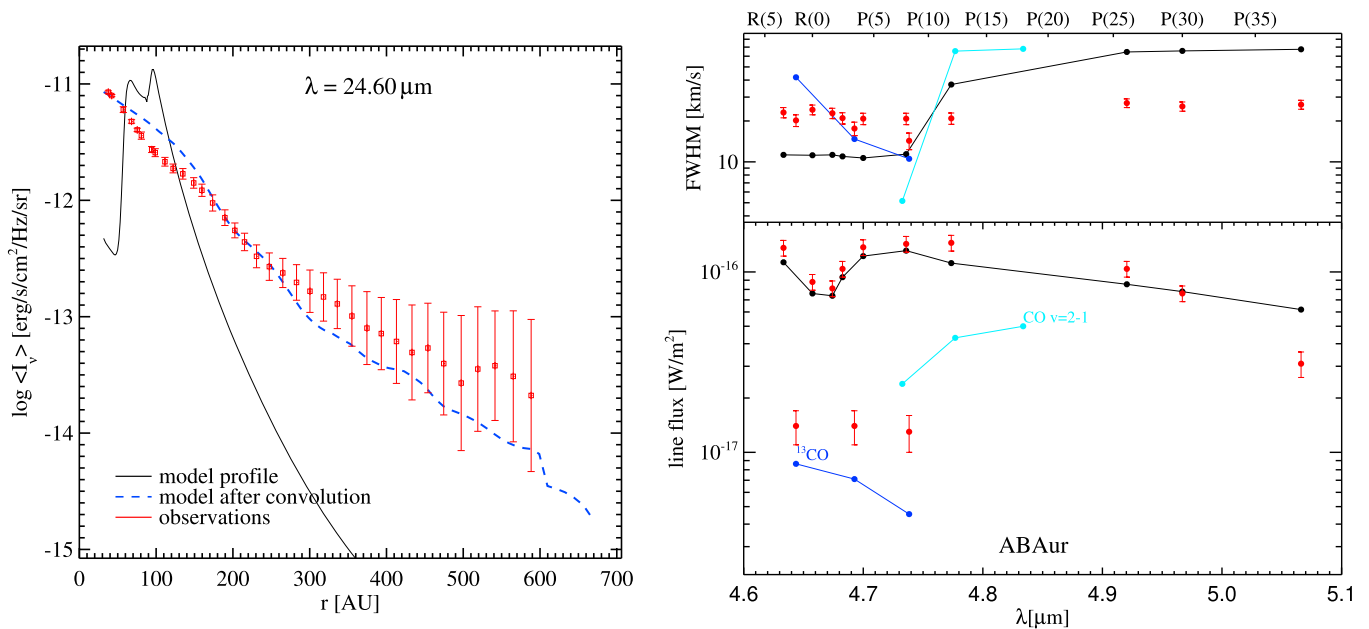 λ = 24.60 μm
log <I_ν> [erg/s/cm²/Hz/sr]
-11
-12
-13
-14
-15
model profile
model after convolution
observations
0 100 200 300 400 500 600 700
r [AU]
R(5) R(0) P(5) P(10) P(15) P(20) P(25) P(30) P(35)
FWHM [km/s]
10
line flux [W/m²]
10⁻¹⁶
CO v=2-1
10⁻¹⁷
¹³CO
ABAur
4.6 4.7 4.8 4.9 5.0 5.1
λ[μm]